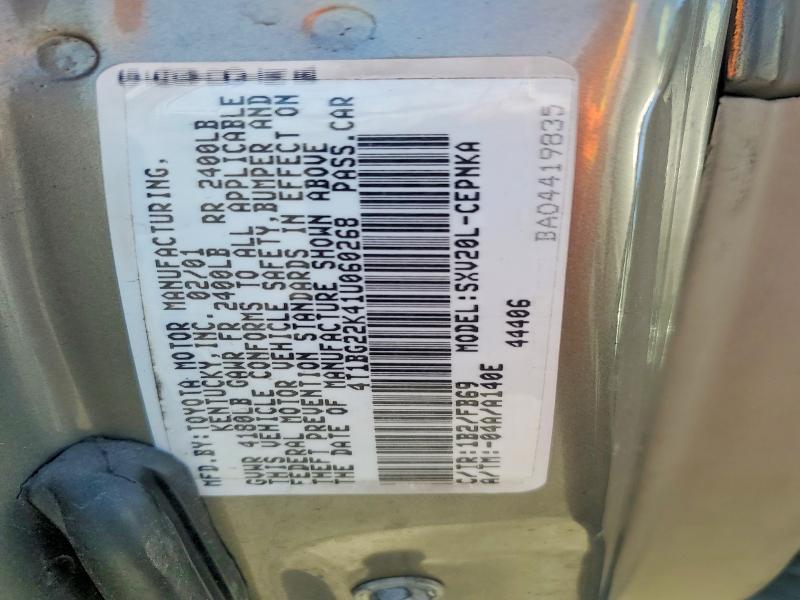 MFD.BY:TOYOTA MOTOR MANUFACTURING,
KENTUCKY, INC. 02/01
GVWR 4180LB GAWR FR 2400LB RR 2400LB
THIS VEHICLE CONFORMS TO ALL APPLICABLE
FEDERAL MOTOR VEHICLE SAFETY,BUMPER AND
THEFT PREVENTION STANDARDS IN EFFECT ON
THE DATE OF MANUFACTURE SHOWN ABOVE
4T1BG22K41U060268 PASS.CAR
C/TR:1B2/FB69 MODEL:SXV20L-CEPNKA
A/TM:-04A/A140E 44406
BA04419835